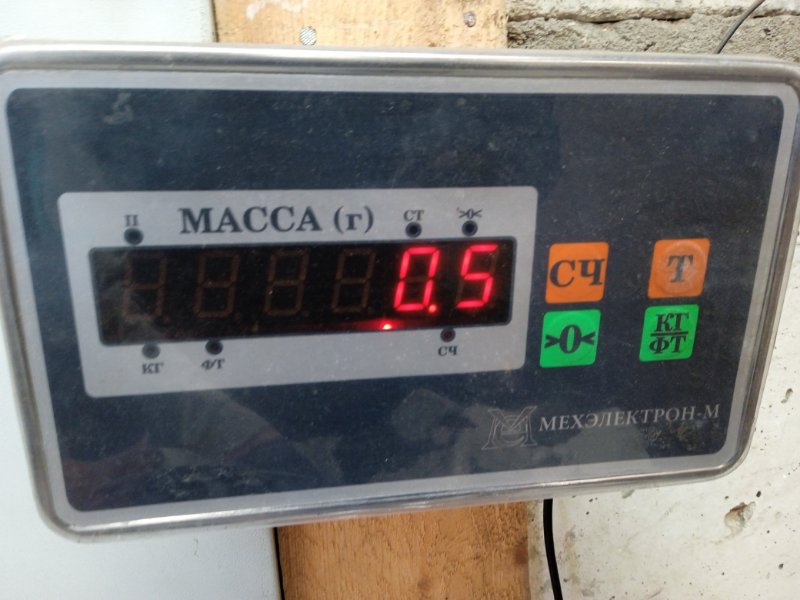 П МАССА (г) СТ >0<
0.5
КГ ФТ СЧ
СЧ Т
>0< КГ ФТ
МЕХЭЛЕКТРОН-М